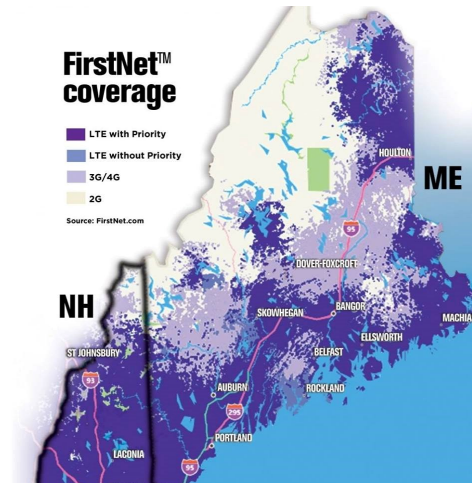 FirstNet™
coverage
LTE with Priority
LTE without Priority
3G/4G
2G
Source: FirstNet.com
HOULTON
ME
95
DOVER-FOXCROFT
NH
SKOWHEGAN
BANGOR
MACHIA
ELLSWORTH
ST JOHNSBURY
BELFAST
93
AUBURN
ROCKLAND
295
PORTLAND
LACONIA
95